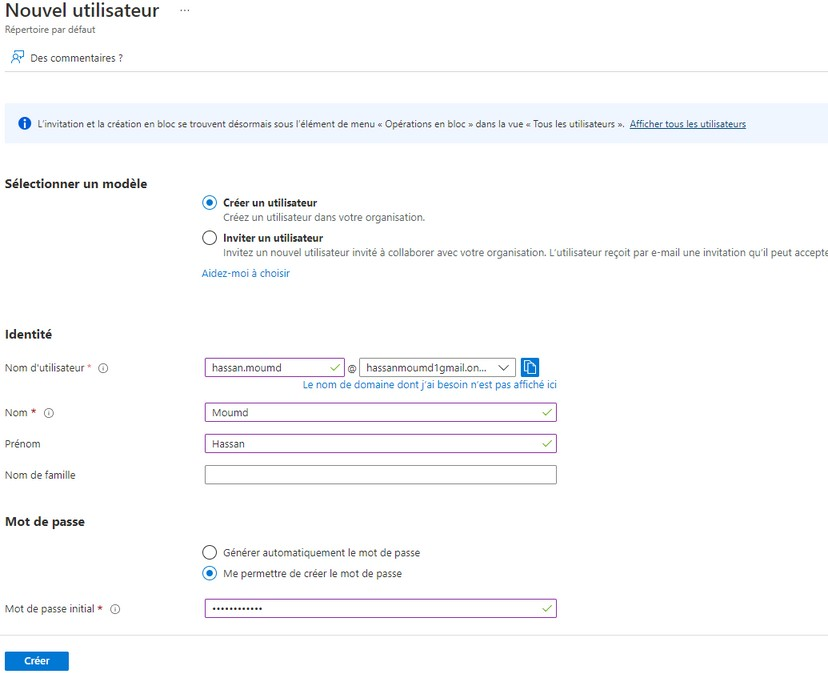 Nouvel utilisateur ...
Répertoire par défaut
Des commentaires ?
L'invitation et la création en bloc se trouvent désormais sous l'élément de menu « Opérations en bloc » dans la vue « Tous les utilisateurs ». Afficher tous les utilisateurs
Sélectionner un modèle
Créer un utilisateur
Créez un utilisateur dans votre organisation.
Inviter un utilisateur
Invitez un nouvel utilisateur invité à collaborer avec votre organisation. L'utilisateur reçoit par e-mail une invitation qu'il peut accepte
Aidez-moi à choisir
Identité
Nom d'utilisateur * hassan.moumd @ hassanmoumd1gmail.on...
Le nom de domaine dont j'ai besoin n'est pas affiché ici
Nom * Moumd
Prénom Hassan
Nom de famille
Mot de passe
Générer automatiquement le mot de passe
Me permettre de créer le mot de passe
Mot de passe initial * ••••••••••••
Créer